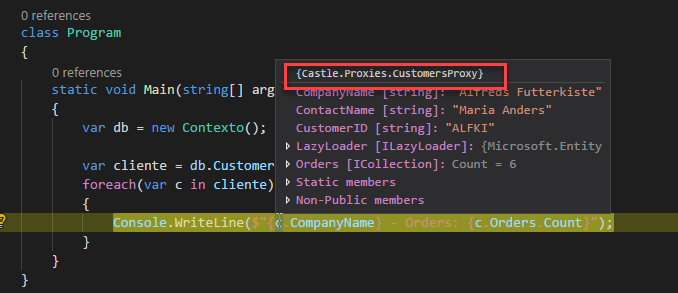 0 references
class Program
{
0 references
static void Main(string[] arg
{
var db = new Contexto();
var cliente = db.Customer
foreach(var c in cliente)
{
Console.WriteLine($"{c.CompanyName} - Orders: {c.Orders.Count}");
}
}
}
{Castle.Proxies.CustomersProxy}
CompanyName [string]: "Alfreds Futterkiste"
ContactName [string]: "Maria Anders"
CustomerID [string]: "ALFKI"
LazyLoader [ILazyLoader]: {Microsoft.Entity
Orders [ICollection]: Count = 6
Static members
Non-Public members